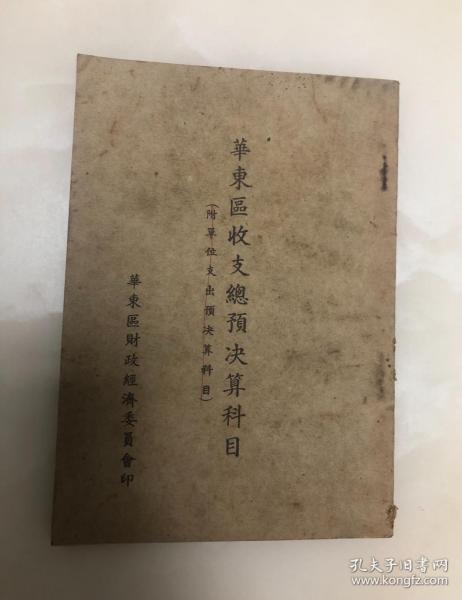 華東區收支總預決算科目
(附單位支出預決算科目)
華東區財政經濟委員會印
孔夫子旧书网
www.kongfz.com